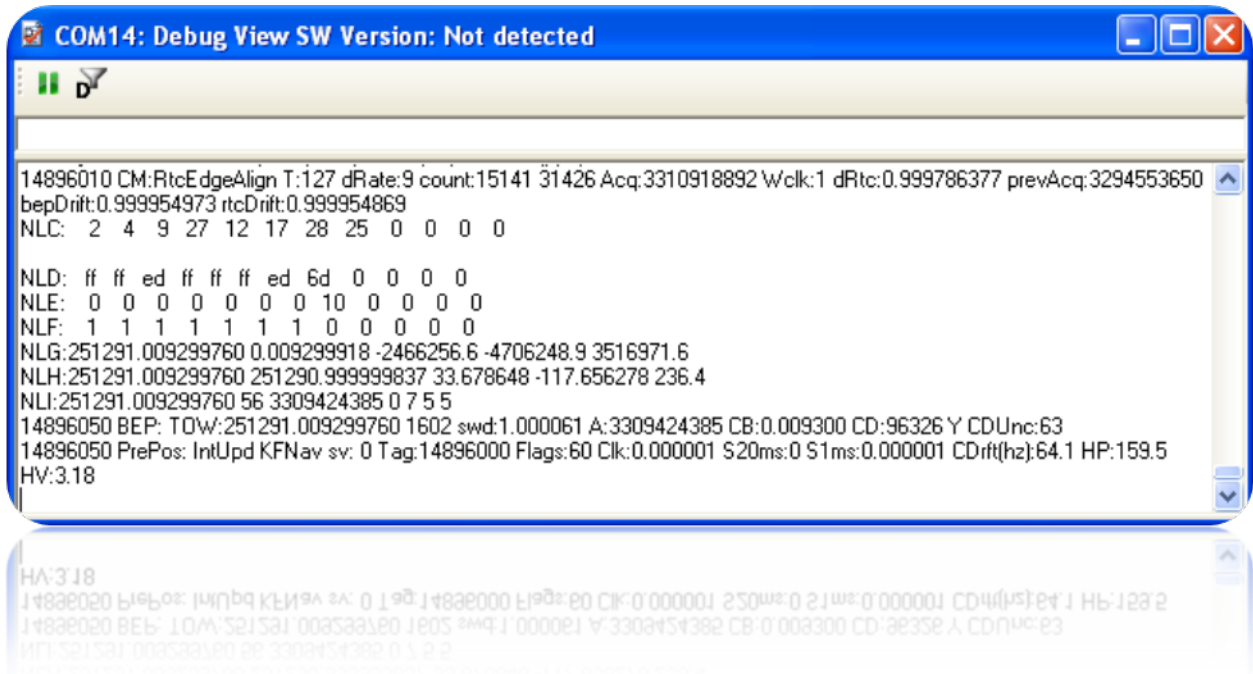 COM14: Debug View SW Version: Not detected
D
14896010 CM:RtcEdgeAlign T:127 dRate:9 count:15141 31426 Acq:3310918892 Wclk:1 dRtc:0.999786377 prevAcq:3294553650
bepDrift:0.999954973 rtcDrift:0.999954869
NLC: 2 4 9 27 12 17 28 25 0 0 0 0
NLD: ff ff ed ff ff ff ed 6d 0 0 0 0
NLE: 0 0 0 0 0 0 0 10 0 0 0 0
NLF: 1 1 1 1 1 1 1 0 0 0 0 0
NLG:251291.009299760 0.009299918 -2466256.6 -4706248.9 3516971.6
NLH:251291.009299760 251290.999999837 33.678648 -117.656278 236.4
NLI:251291.009299760 56 3309424385 0 7 5 5
14896050 BEP: TOW:251291.009299760 1602 swd:1.000061 A:3309424385 CB:0.009300 CD:96326 Y CDUnc:63
14896050 PrePos: IntUpd KFNav sv: 0 Tag:14896000 Flags:60 Clk:0.000001 S20ms:0 S1ms:0.000001 CDrft(hz):64.1 HP:159.5
HV:3.18